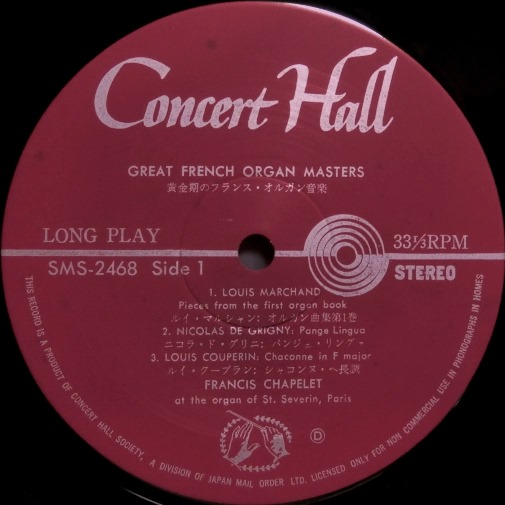 Concert Hall
GREAT FRENCH ORGAN MASTERS
黄金期のフランス・オルガン音楽
LONG PLAY
33⅓RPM
SMS-2468 Side 1
STEREO
1. LOUIS MARCHAND
Pieces from the first organ book
ルイ・マルシャン: オルガン曲集第1巻
2. NICOLAS DE GRIGNY: Pange Lingua
ニコラ・ド・グリニ: パンジェ・リングァ
3. LOUIS COUPERIN: Chaconne in F major
ルイ・クープラン: シャコンヌ・ヘ長調
FRANCIS CHAPELET
at the organ of St. Severin, Paris
D
THIS RECORD IS A PRODUCT OF CONCERT HALL SOCIETY, A DIVISION OF JAPAN MAIL ORDER LTD. LICENSED ONLY FOR NON COMMERCIAL USE IN PHONOGRAPHS IN HOMES